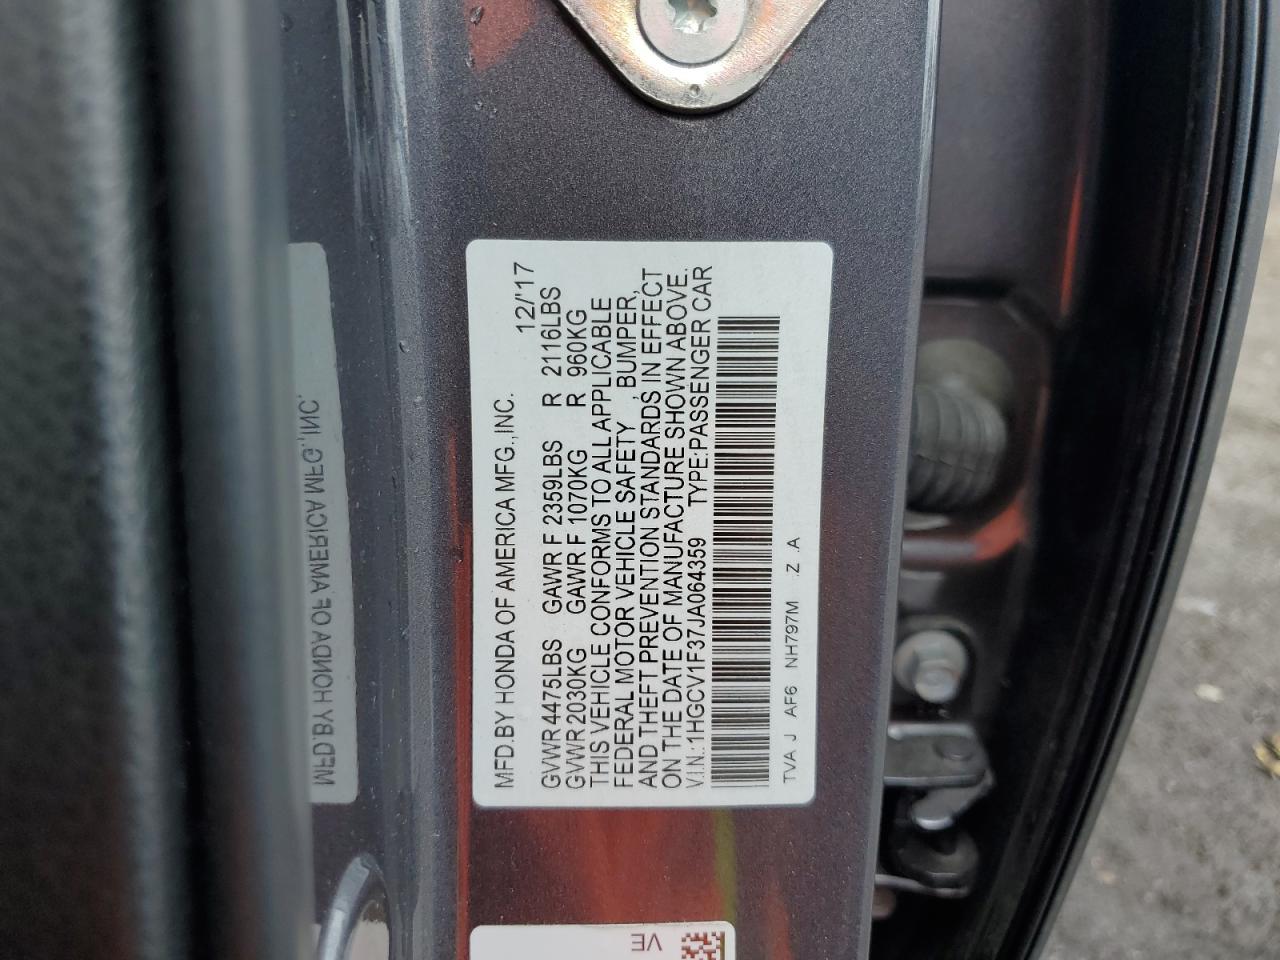 MFD.BY HONDA OF AMERICA MFG.,INC. 12/'17
GVWR 4475LBS GAWR F 2359LBS R 2116LBS
GVWR 2030KG GAWR F 1070KG R 960KG
THIS VEHICLE CONFORMS TO ALL APPLICABLE
FEDERAL MOTOR VEHICLE SAFETY , BUMPER,
AND THEFT PREVENTION STANDARDS IN EFFECT
ON THE DATE OF MANUFACTURE SHOWN ABOVE.
V.I.N.:1HGCV1F37JA064359 TYPE:PASSENGER CAR
TVA J AF6 NH797M .Z .A
MFD.BY HONDA OF AMERICA MFG.,INC.
VE